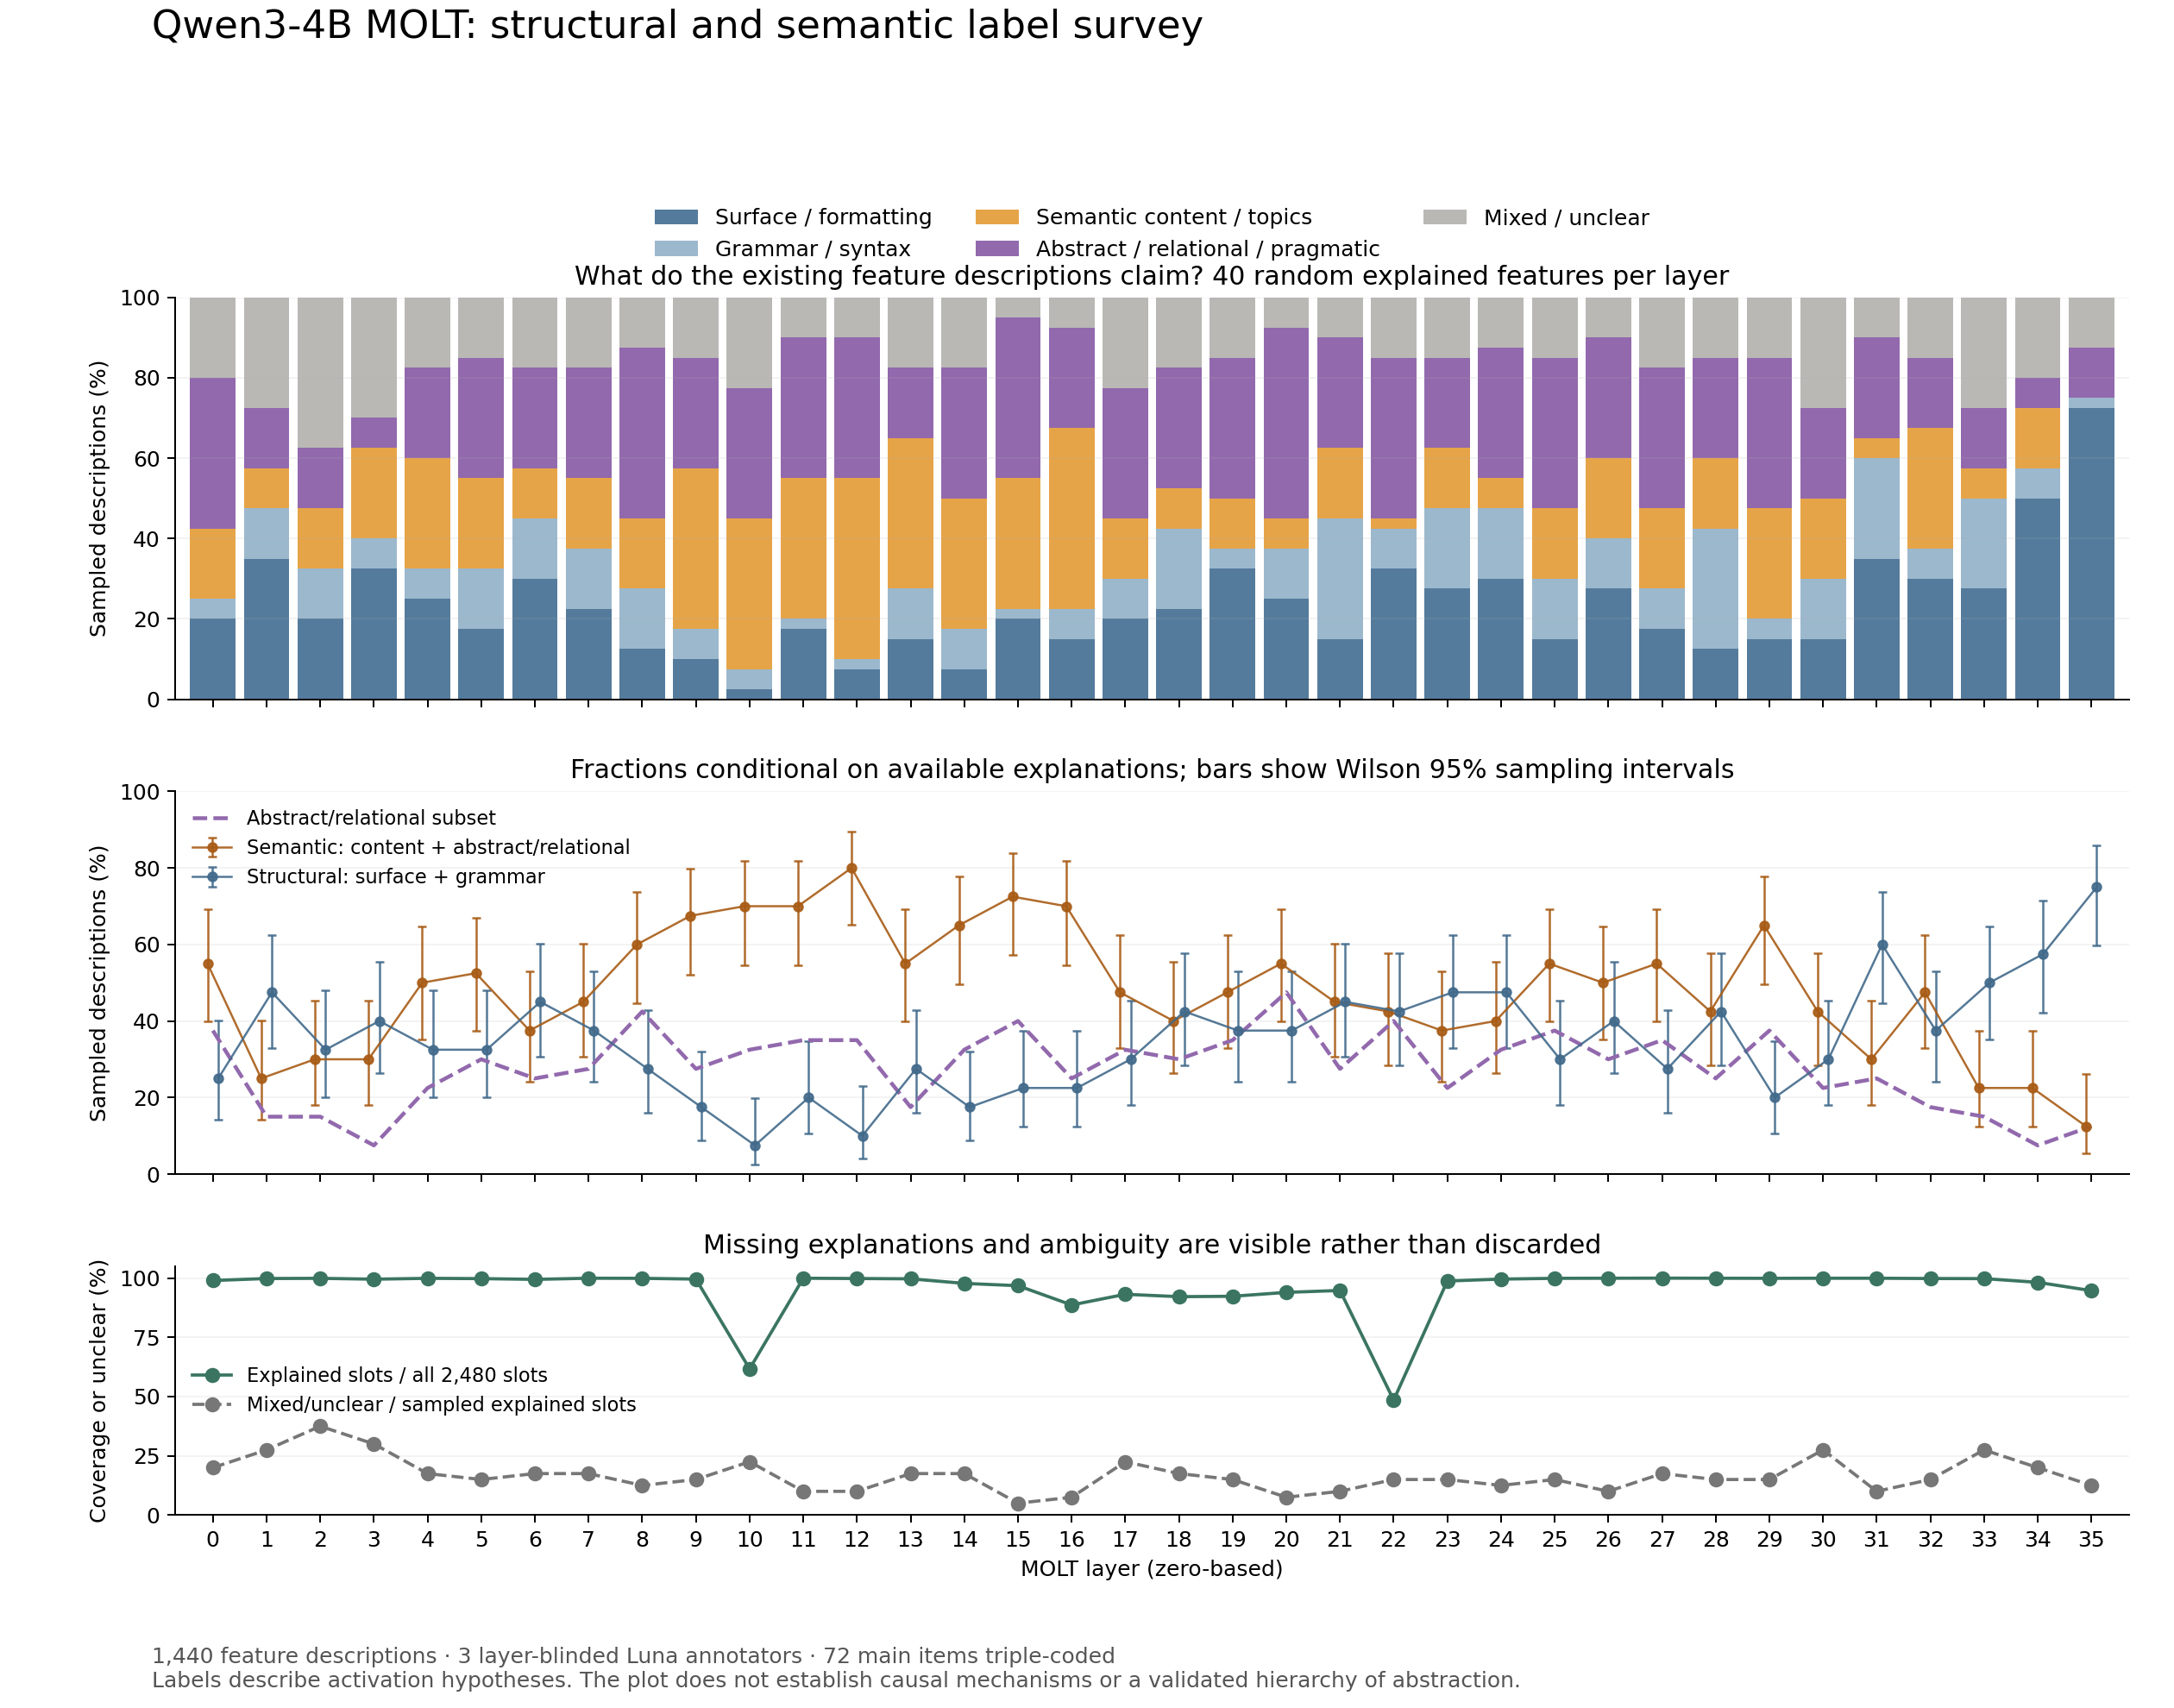 Qwen3-4B MOLT: structural and semantic label survey
Surface / formatting
Semantic content / topics
Mixed / unclear
Grammar / syntax
Abstract / relational / pragmatic
What do the existing feature descriptions claim? 40 random explained features per layer
Sampled descriptions (%)
100
80
60
40
20
0
Fractions conditional on available explanations; bars show Wilson 95% sampling intervals
Sampled descriptions (%)
100
80
60
40
20
0
Abstract/relational subset
Semantic: content + abstract/relational
Structural: surface + grammar
Missing explanations and ambiguity are visible rather than discarded
Coverage or unclear (%)
100
75
50
25
0
Explained slots / all 2,480 slots
Mixed/unclear / sampled explained slots
0 1 2 3 4 5 6 7 8 9 10 11 12 13 14 15 16 17 18 19 20 21 22 23 24 25 26 27 28 29 30 31 32 33 34 35
MOLT layer (zero-based)
1,440 feature descriptions · 3 layer-blinded Luna annotators · 72 main items triple-coded
Labels describe activation hypotheses. The plot does not establish causal mechanisms or a validated hierarchy of abstraction.